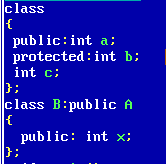 class
{
public:int a;
protected:int b;
int c;
};
class B:public A
{
public: int x;
};